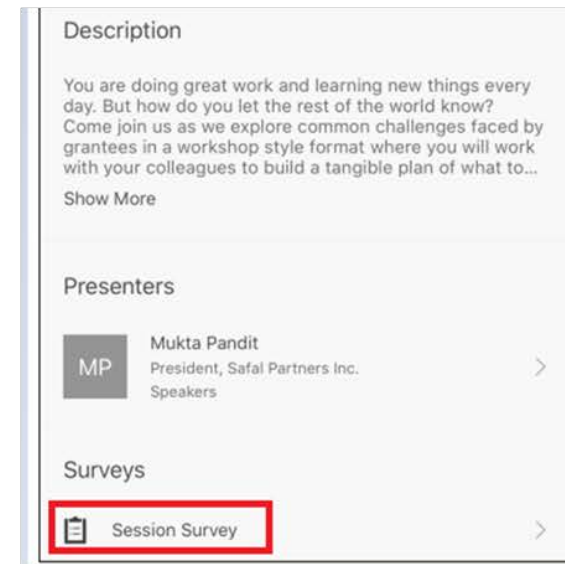 Description
You are doing great work and learning new things every
day. But how do you let the rest of the world know?
Come join us as we explore common challenges faced by
grantees in a workshop style format where you will work
with your colleagues to build a tangible plan of what to...
Show More
Presenters
MP
Mukta Pandit
President, Safal Partners Inc.
Speakers
Surveys
Session Survey